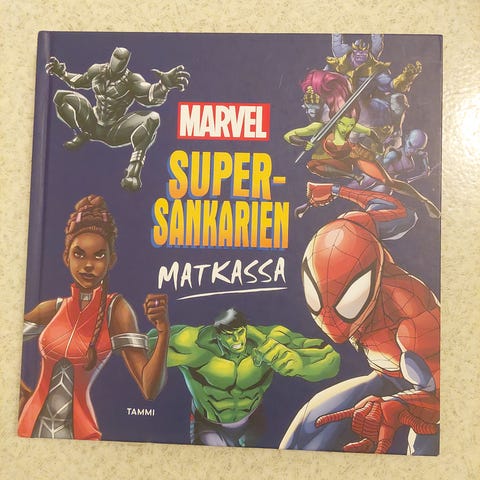 MARVEL
SUPER-
SANKARIEN
MATKASSA
TAMMI